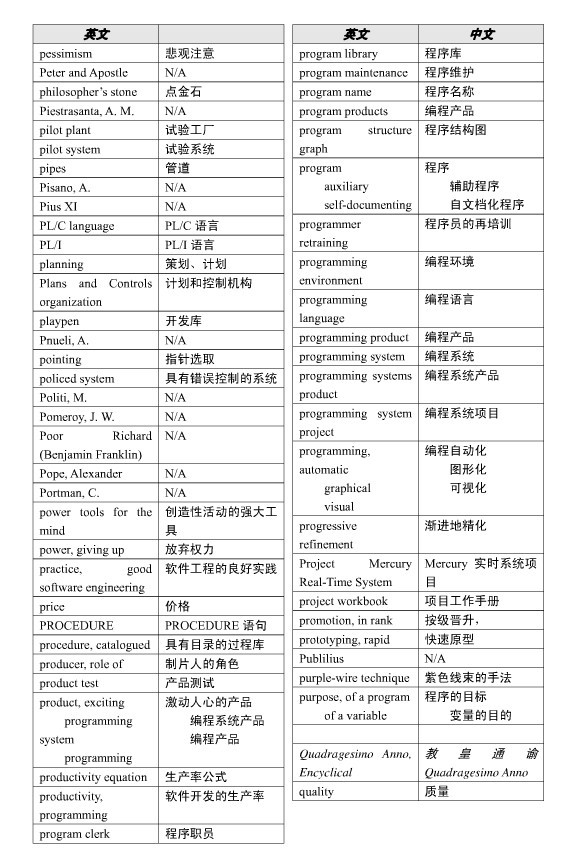 英文
pessimism 悲观注意
Peter and Apostle N/A
philosopher's stone 点金石
Piestrasanta, A. M. N/A
pilot plant 试验工厂
pilot system 试验系统
pipes 管道
Pisano, A. N/A
Pius XI N/A
PL/C language PL/C 语言
PL/I PL/I 语言
planning 策划、计划
Plans and Controls 计划和控制机构
organization
playpen 开发库
Pnueli, A. N/A
pointing 指针选取
policed system 具有错误控制的系统
Politi, M. N/A
Pomeroy, J. W. N/A
Poor Richard N/A
(Benjamin Franklin)
Pope, Alexander N/A
Portman, C. N/A
power tools for the 创造性活动的强大工
mind 具
power, giving up 放弃权力
practice, good 软件工程的良好实践
software engineering
price 价格
PROCEDURE PROCEDURE 语句
procedure, catalogued 具有目录的过程库
producer, role of 制片人的角色
product test 产品测试
product, exciting 激动人心的产品
programming 编程系统产品
system 编程产品
programming
productivity equation 生产率公式
productivity, 软件开发的生产率
programming
program clerk 程序职员
英文 中文
program library 程序库
program maintenance 程序维护
program name 程序名称
program products 编程产品
program structure 程序结构图
graph
program 程序
auxiliary 辅助程序
self-documenting 自文档化程序
programmer 程序员的再培训
retraining
programming 编程环境
environment
programming 编程语言
language
programming product 编程产品
programming system 编程系统
programming systems 编程系统产品
product
programming system 编程系统项目
project
programming, 编程自动化
automatic 图形化
graphical 可视化
visual
progressive 渐进地精化
refinement
Project Mercury Mercury 实时系统项
Real-Time System 目
project workbook 项目工作手册
promotion, in rank 按级晋升，
prototyping, rapid 快速原型
Publilius N/A
purple-wire technique 紫色线束的手法
purpose, of a program 程序的目标
of a variable 变量的目的
Quadragesimo Anno, 教皇通谕
Encyclical Quadragesimo Anno
quality 质量